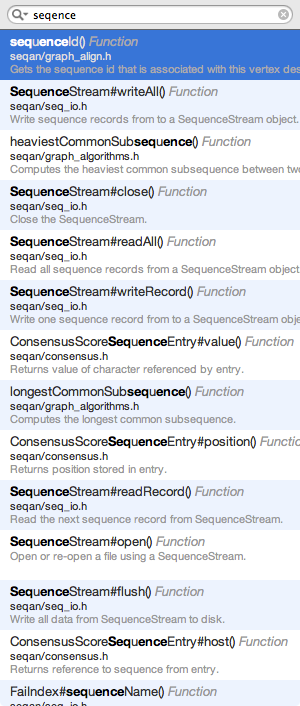 seqence
sequenceId() Function
seqan/graph_align.h
Gets the sequence id that is associated with this vertex des
SequenceStream#writeAll() Function
seqan/seq_io.h
Write sequence records from to a SequenceStream object.
heaviestCommonSubsequence() Function
seqan/graph_algorithms.h
Computes the heaviest common subsequence between two
SequenceStream#close() Function
seqan/seq_io.h
Close the SequenceStream.
SequenceStream#readAll() Function
seqan/seq_io.h
Read all sequence records from a SequenceStream object
SequenceStream#writeRecord() Function
seqan/seq_io.h
Write one sequence record from to a SequenceStream obje
ConsensusScoreSequenceEntry#value() Function
seqan/consensus.h
Returns value of character referenced by entry.
longestCommonSubsequence() Function
seqan/graph_algorithms.h
Computes the longest common subsequence.
ConsensusScoreSequenceEntry#position() Function
seqan/consensus.h
Returns position stored in entry.
SequenceStream#readRecord() Function
seqan/seq_io.h
Read the next sequence record from SequenceStream.
SequenceStream#open() Function
Open or re-open a file using a SequenceStream.
SequenceStream#flush() Function
seqan/seq_io.h
Write all data from SequenceStream to disk.
ConsensusScoreSequenceEntry#host() Function
seqan/consensus.h
Returns reference to sequence from entry.
FaiIndex#sequenceName() Function
seqan/seq_io.h